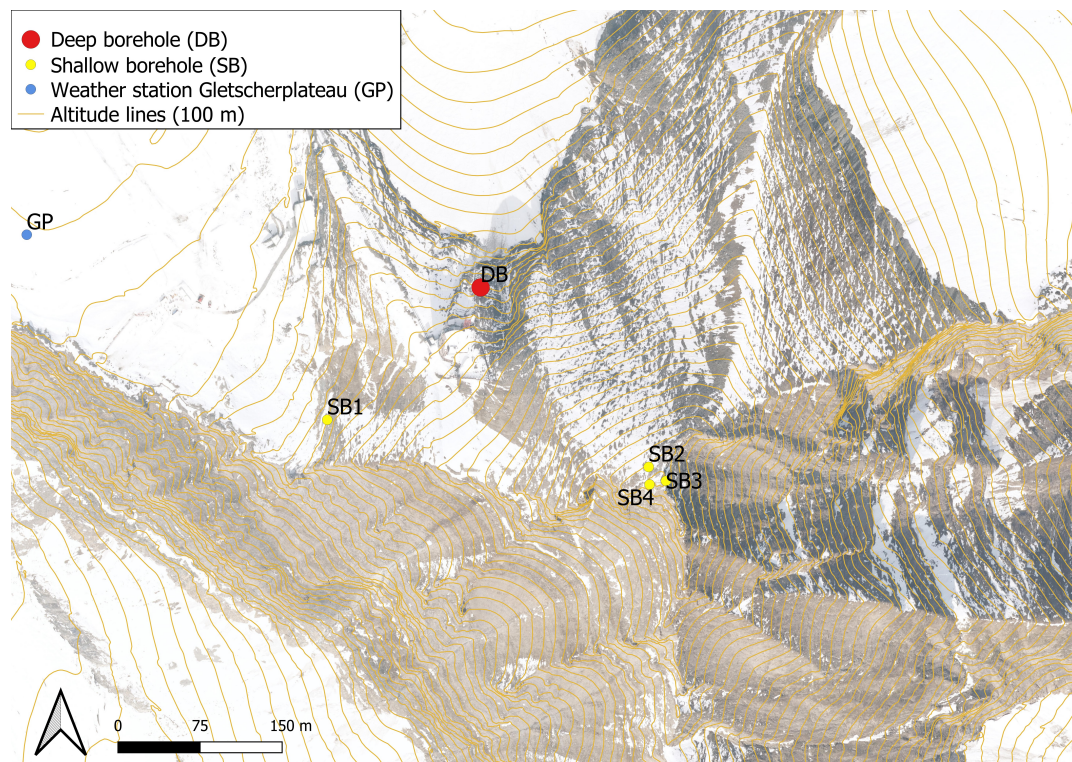 Deep borehole (DB)
Shallow borehole (SB)
Weather station Gletscherplateau (GP)
Altitude lines (100 m)
GP
DB
SB1
SB2
SB3
SB4
0 75 150 m